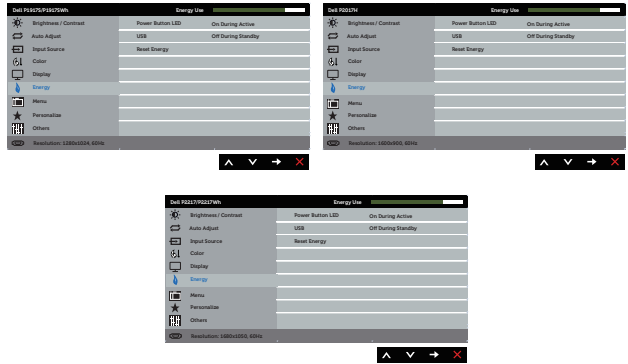 Dell P1917S/P1917SWh Energy Use
Brightness / Contrast Power Button LED On During Active
Auto Adjust USB Off During Standby
Input Source Reset Energy
Color
Display
Energy
Menu
Personalize
Others
Resolution: 1280x1024, 60Hz
Dell P2017H Energy Use
Brightness / Contrast Power Button LED On During Active
Auto Adjust USB Off During Standby
Input Source Reset Energy
Color
Display
Energy
Menu
Personalize
Others
Resolution: 1600x900, 60Hz
Dell P2217/P2217Wh Energy Use
Brightness / Contrast Power Button LED On During Active
Auto Adjust USB Off During Standby
Input Source Reset Energy
Color
Display
Energy
Menu
Personalize
Others
Resolution: 1680x1050, 60Hz